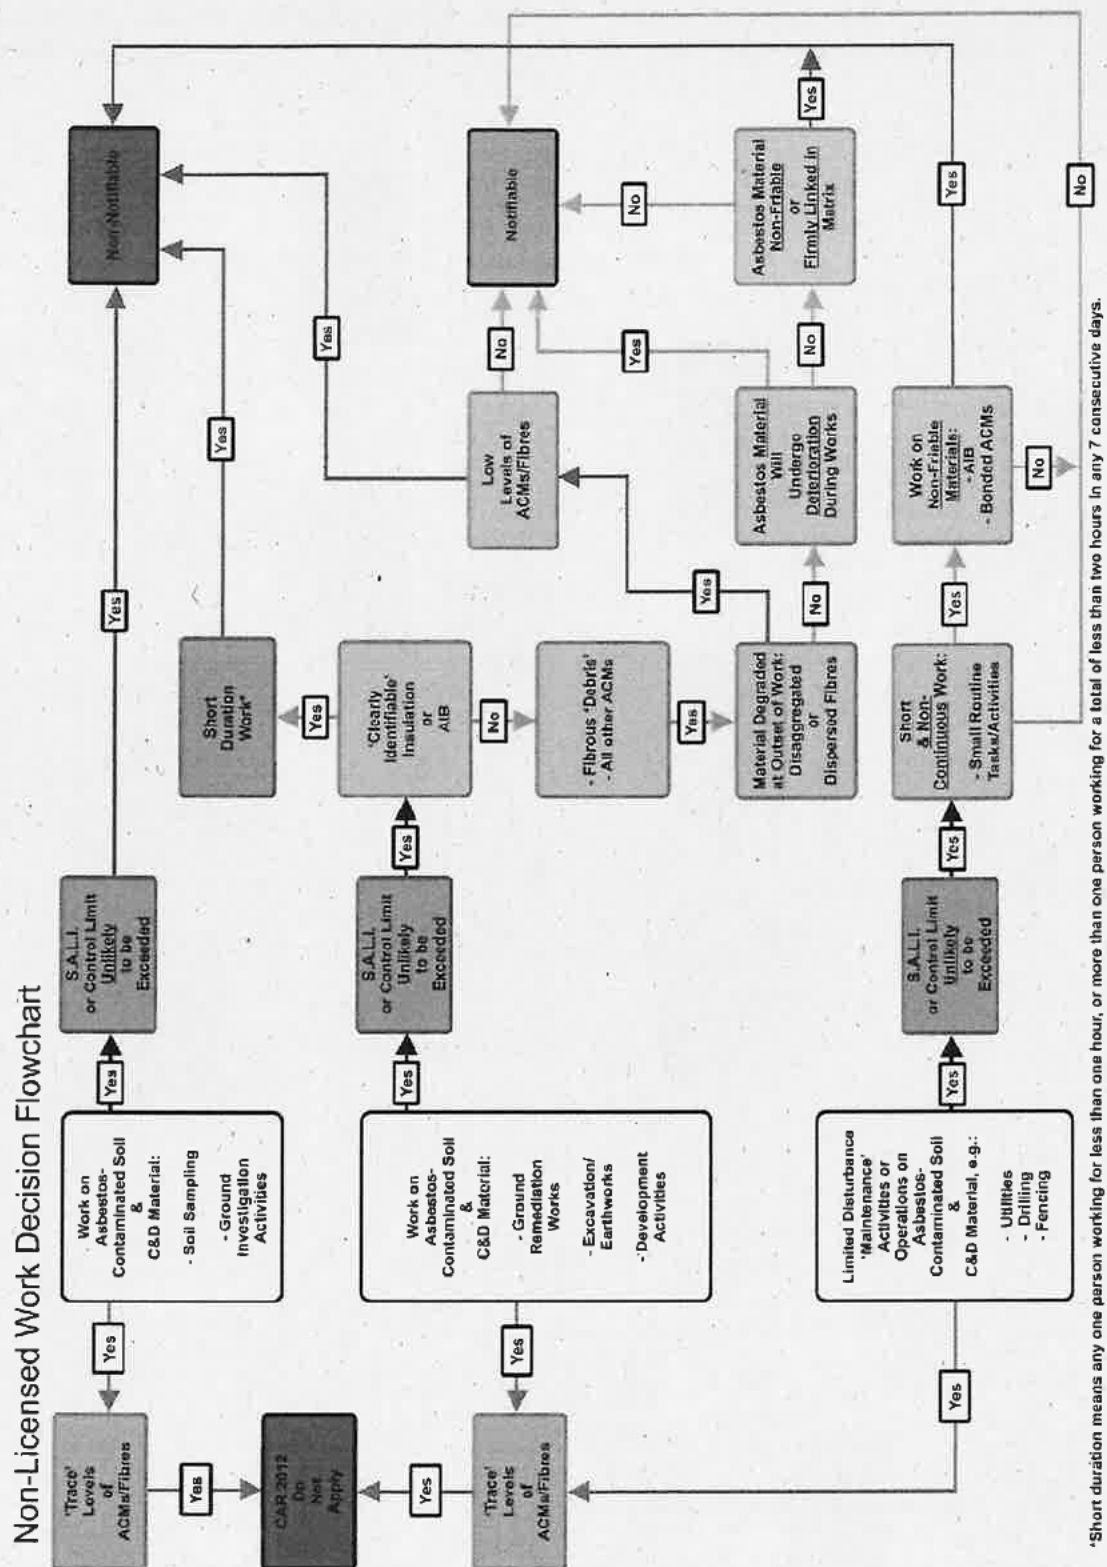 Non-Licensed Work Decision Flowchart
'Trace'
Levels
of
ACMs/Fibres
Yes
Work on
Asbestos-
Contaminated Soil
&
C&D Material:
- Soil Sampling
- Ground
Investigation
Activities
Yes
S.A.L.I.
or Control Limit
Unlikely
to be
Exceeded
Yes
Non-Notifiable
Yes
CAR 2012
Do
Not
Apply
Yes
'Trace'
Levels
of
ACMs/Fibres
Yes
Work on
Asbestos-
Contaminated Soil
&
C&D Material:
- Ground
Remediation
Works
- Excavation/
Earthworks
- Development
Activities
Yes
S.A.L.I.
or Control Limit
Unlikely
to be
Exceeded
Yes
Short
Duration
Work*
Yes
Yes
'Clearly
Identifiable'
Insulation
or
AIB
No
- Fibrous 'Debris'
- All other ACMs
Yes
Material Degraded
at Outset of Work:
Disaggregated
or
Dispersed Fibres
Yes
No
Low
Levels of
ACMs/Fibres
Yes
No
Notifiable
Asbestos Material
Will
Undergo
Deterioration
During Works
Yes
No
Asbestos Material
Non-Friable
or
Firmly Linked in
Matrix
No
Yes
Yes
Limited Disturbance
'Maintenance'
Activities or
Operations on
Asbestos-
Contaminated Soil
&
C&D Material, e.g.:
- Utilities
- Drilling
- Fencing
Yes
S.A.L.I.
or Control Limit
Unlikely
to be
Exceeded
Yes
Short
& Non-
Continuous Work:
- Small Routine
Tasks/Activities
Yes
Work on
Non-Friable
Materials:
- AIB
- Bonded ACMs
Yes
No
No
*Short duration means any one person working for less than one hour, or more than one person working for a total of less than two hours in any 7 consecutive days.